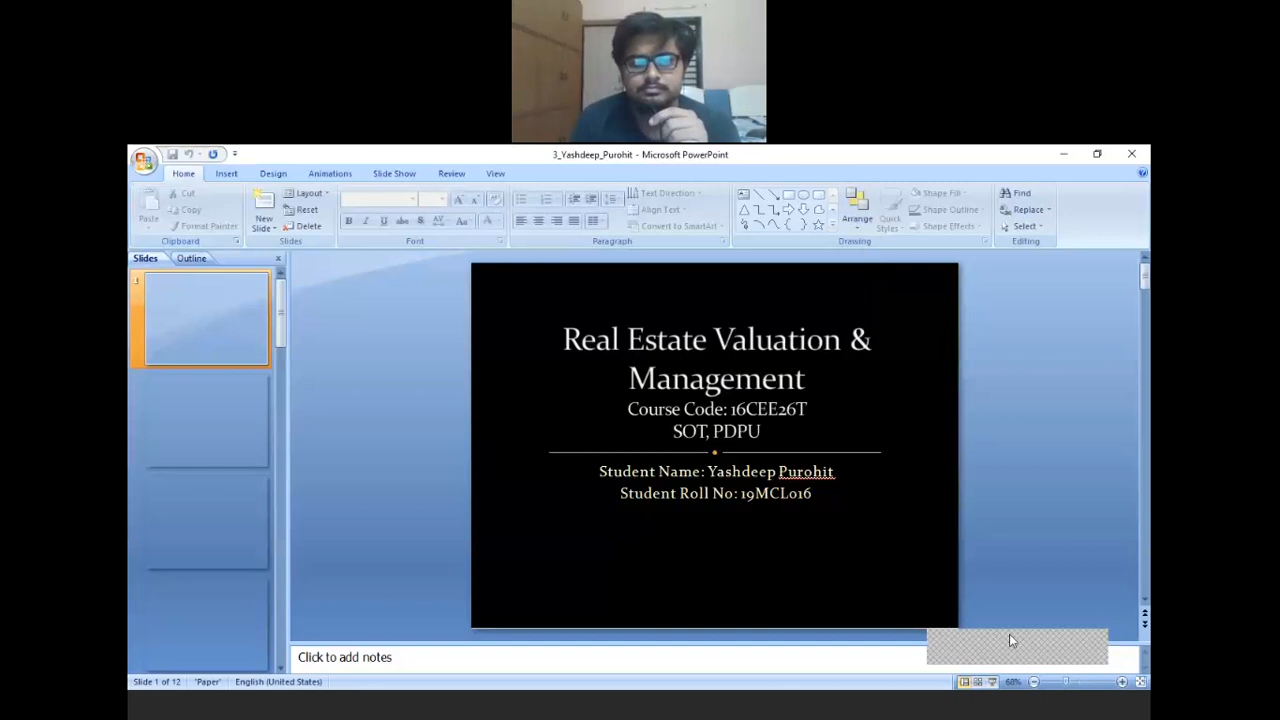 3_Yashdeep_Purohit - Microsoft PowerPoint
Home Insert Design Animations Slide Show Review View
Paste
Cut
Copy
Format Painter
Clipboard
New Slide
Layout
Reset
Delete
Slides
B I U abe S AV Aa A
Font
Text Direction
Align Text
Convert to SmartArt
Paragraph
Arrange
Quick Styles
Shape Fill
Shape Outline
Shape Effects
Drawing
Find
Replace
Select
Editing
Slides Outline
1
Real Estate Valuation &
Management
Course Code: 16CEE26T
SOT, PDPU
Student Name: Yashdeep Purohit
Student Roll No: 19MCL016
Click to add notes
Slide 1 of 12 'Paper' English (United States) 68%